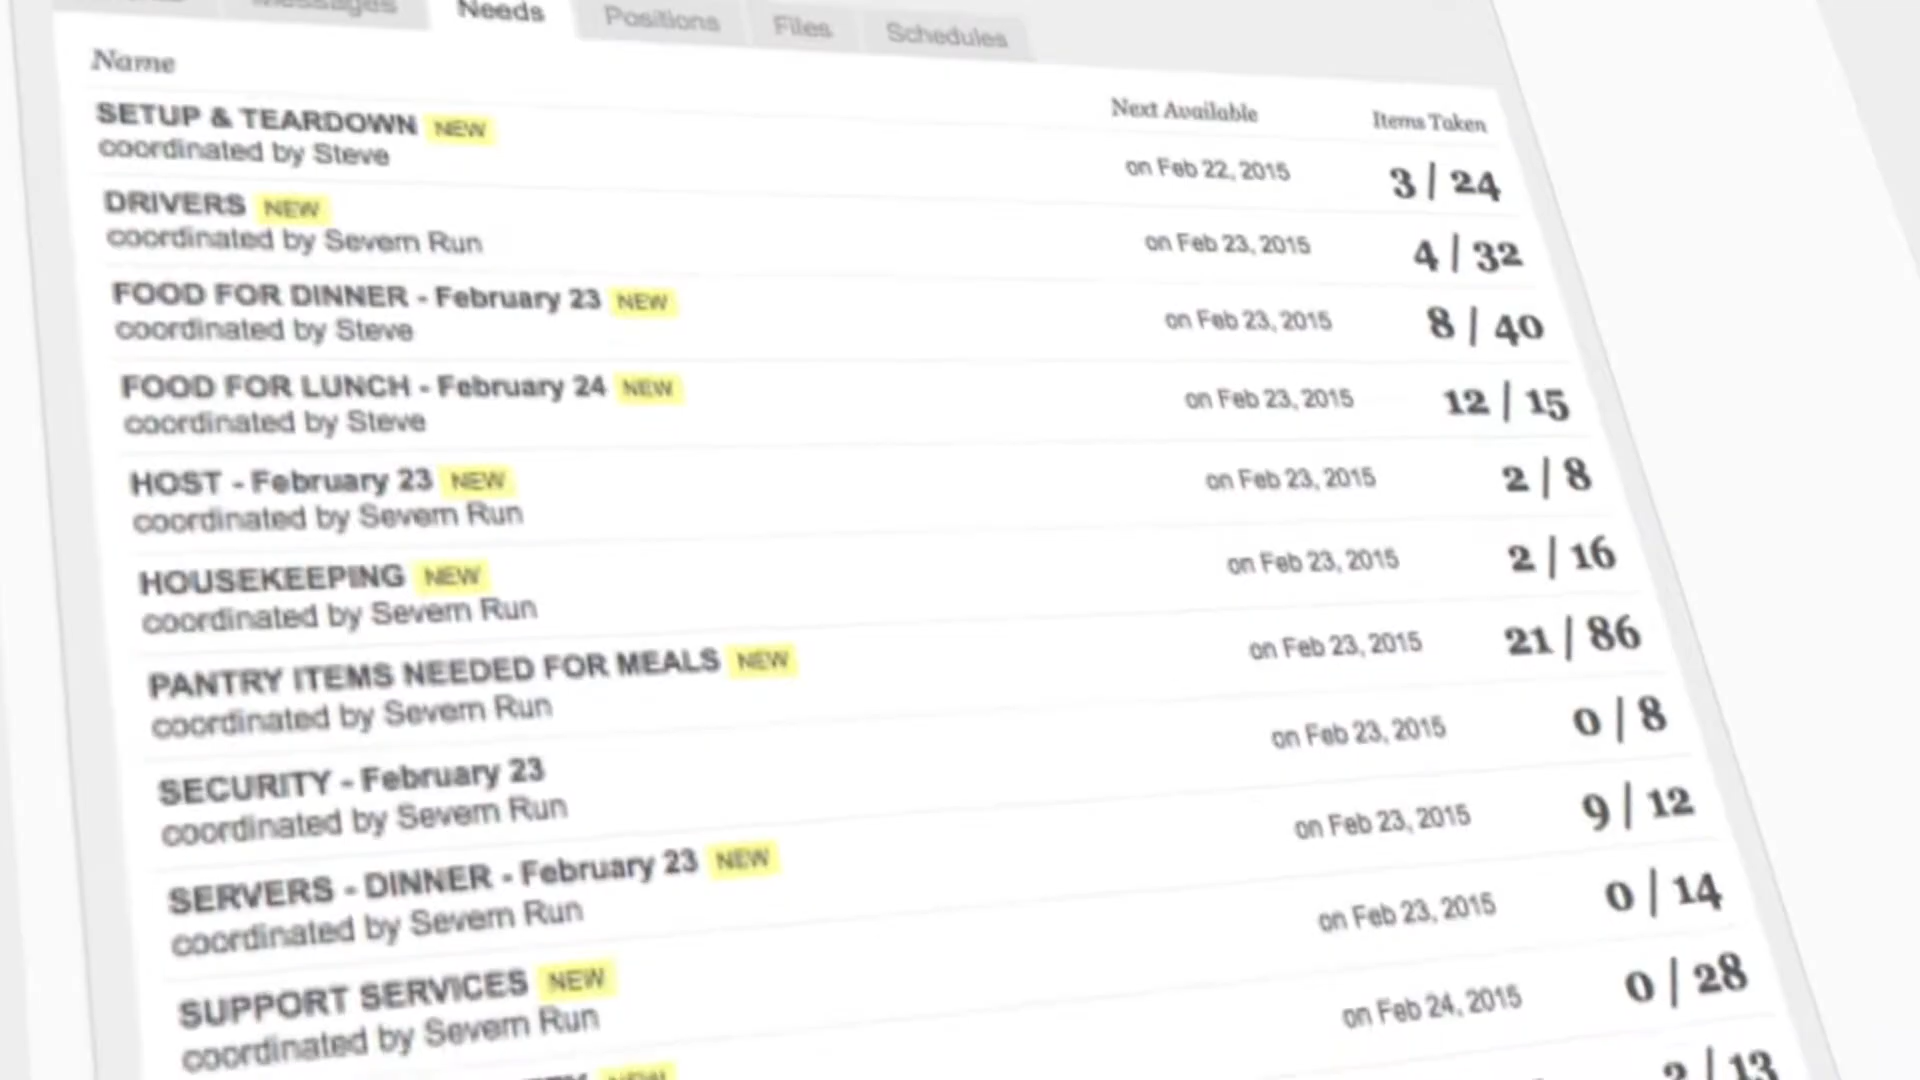 Messages Needs Positions Files Schedules
Name Next Available Items Taken
SETUP & TEARDOWN NEW
coordinated by Steve
on Feb 22, 2015 3 / 24
DRIVERS NEW
coordinated by Severn Run
on Feb 23, 2015 4 / 32
FOOD FOR DINNER - February 23 NEW
coordinated by Steve
on Feb 23, 2015 8 / 40
FOOD FOR LUNCH - February 24 NEW
coordinated by Steve
on Feb 23, 2015 12 / 15
HOST - February 23 NEW
coordinated by Severn Run
on Feb 23, 2015 2 / 8
HOUSEKEEPING NEW
coordinated by Severn Run
on Feb 23, 2015 2 / 16
PANTRY ITEMS NEEDED FOR MEALS NEW
coordinated by Severn Run
on Feb 23, 2015 21 / 86
SECURITY - February 23
coordinated by Severn Run
on Feb 23, 2015 0 / 8
SERVERS - DINNER - February 23 NEW
coordinated by Severn Run
on Feb 23, 2015 9 / 12
SUPPORT SERVICES NEW
coordinated by Severn Run
on Feb 23, 2015 0 / 14
on Feb 24, 2015 0 / 28
NEW
/ 13